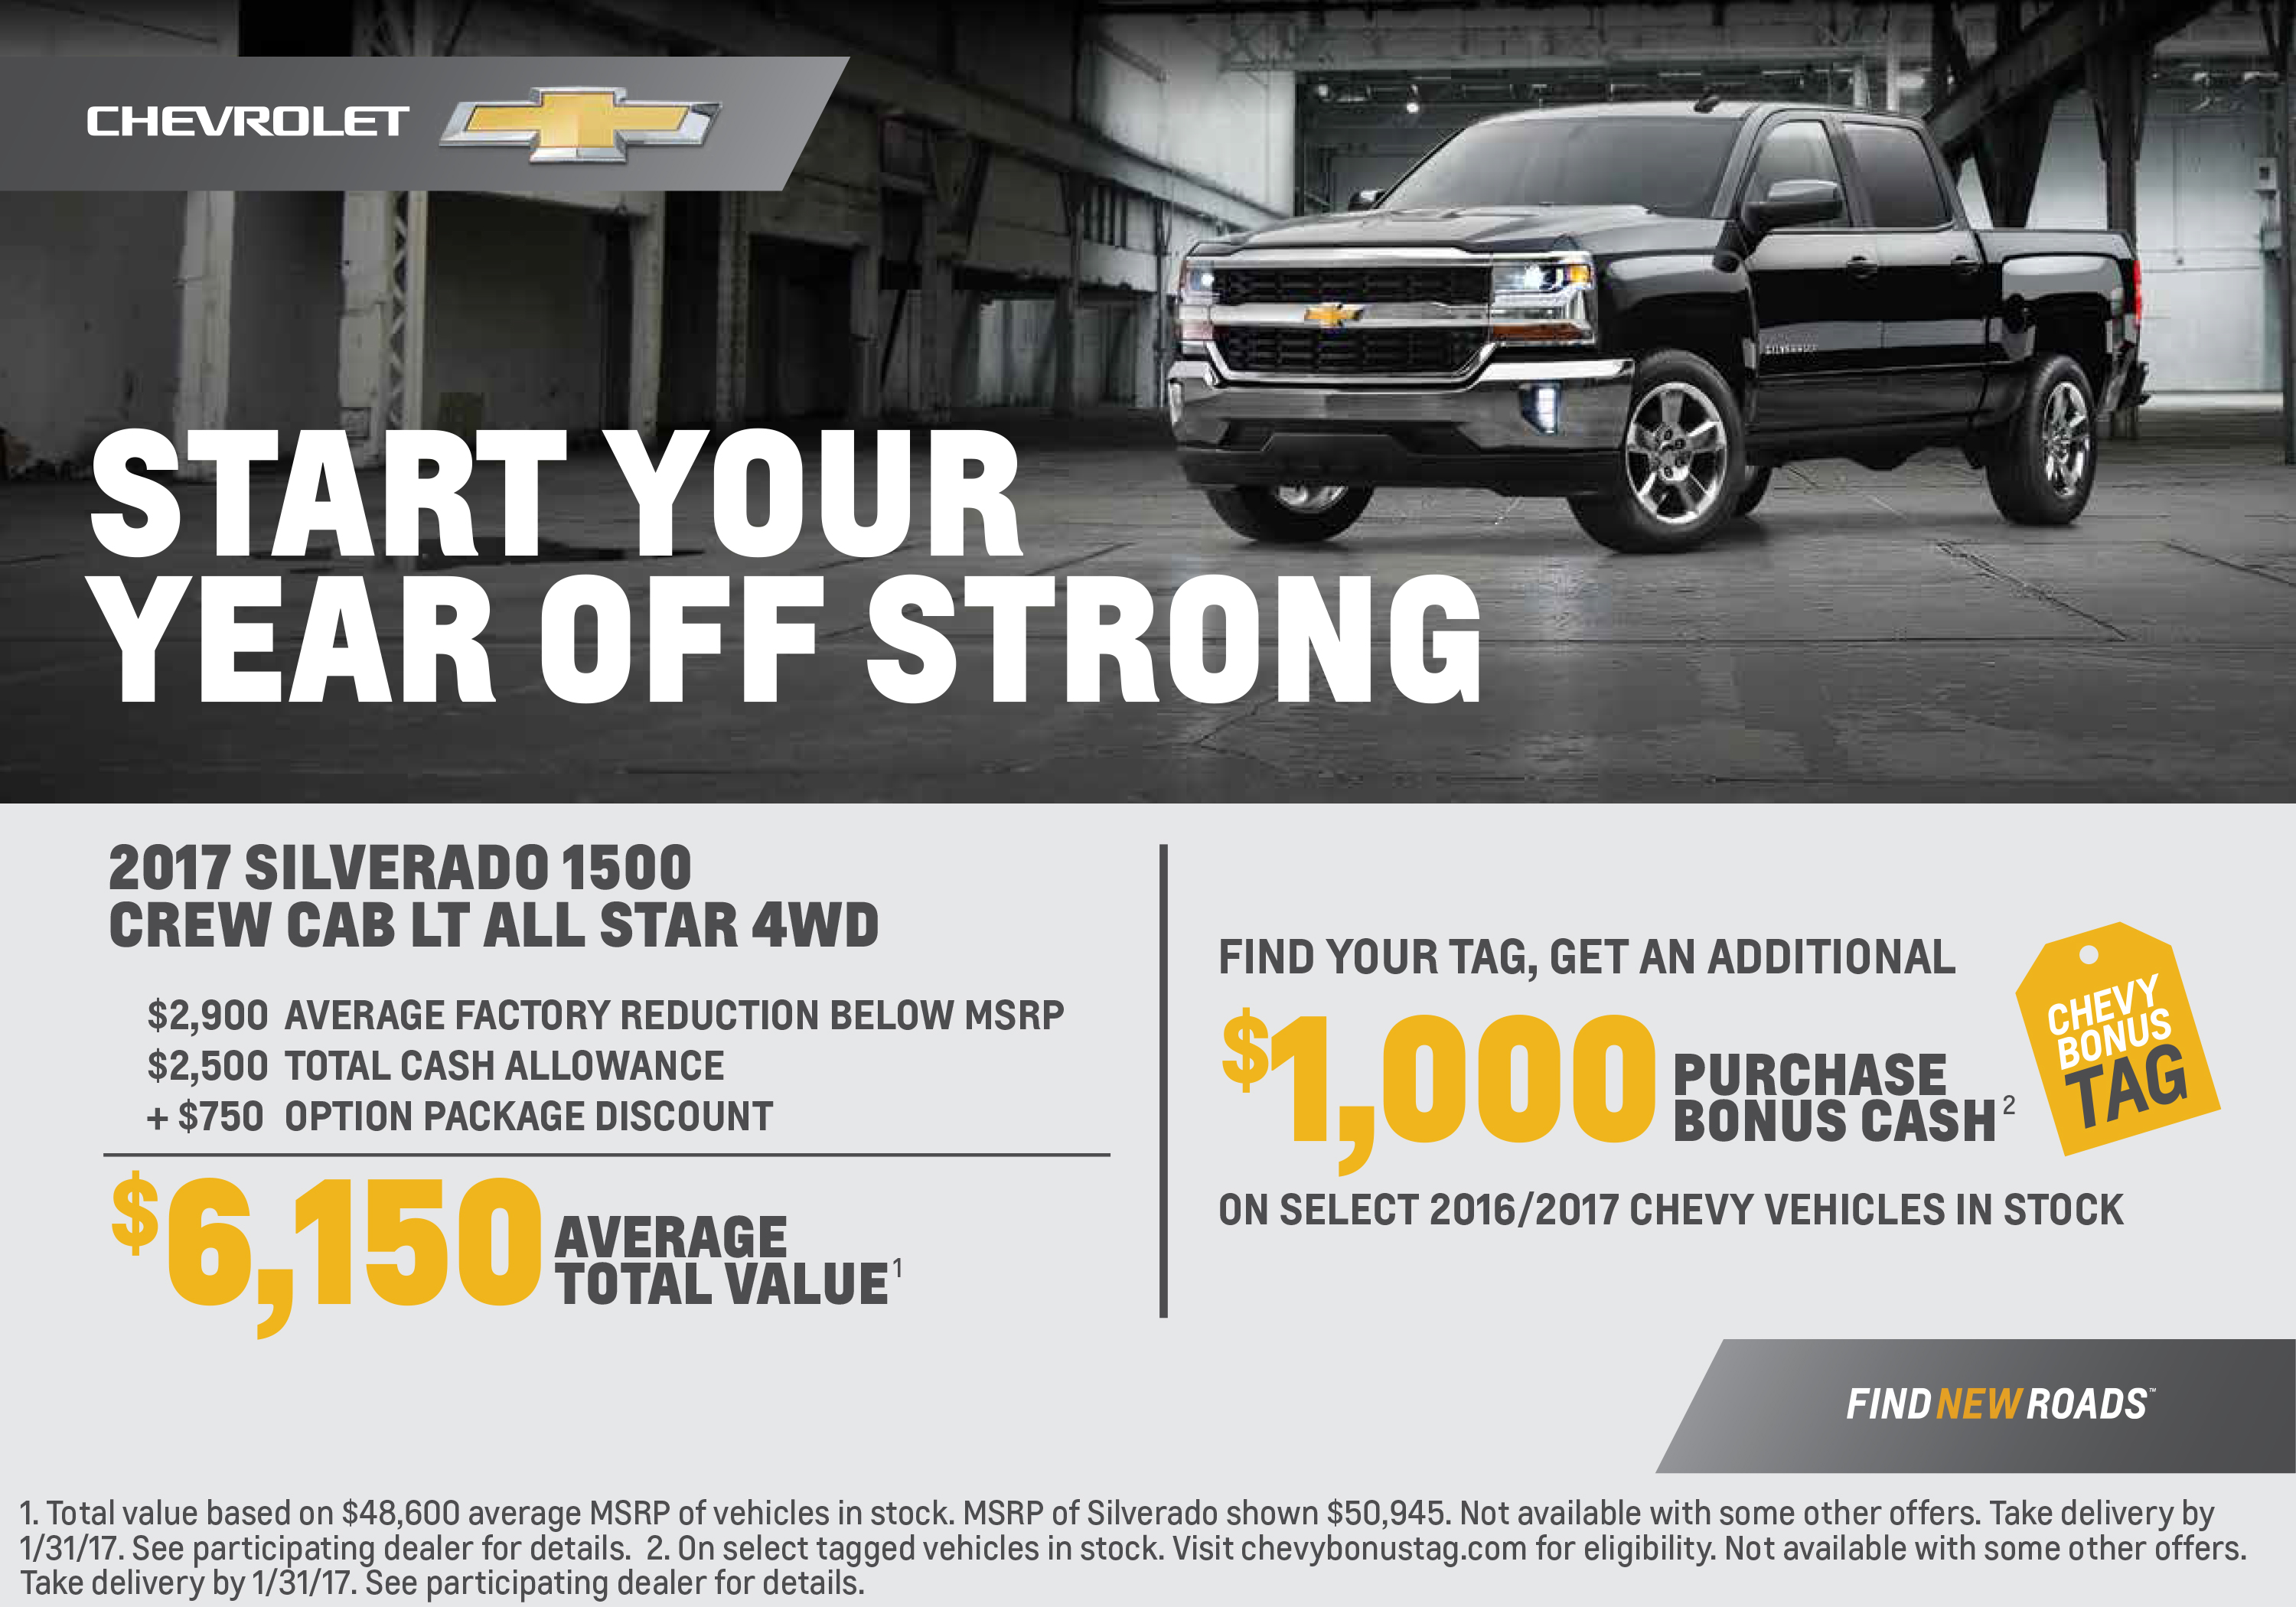 CHEVROLET
START YOUR
YEAR OFF STRONG
2017 SILVERADO 1500
CREW CAB LT ALL STAR 4WD
$2,900 AVERAGE FACTORY REDUCTION BELOW MSRP
$2,500 TOTAL CASH ALLOWANCE
+ $750 OPTION PACKAGE DISCOUNT
$6,150 AVERAGE
TOTAL VALUE1
FIND YOUR TAG, GET AN ADDITIONAL
$1,000 PURCHASE
BONUS CASH2
ON SELECT 2016/2017 CHEVY VEHICLES IN STOCK
CHEVY
BONUS
TAG
FIND NEW ROADS™
1. Total value based on $48,600 average MSRP of vehicles in stock. MSRP of Silverado shown $50,945. Not available with some other offers. Take delivery by
1/31/17. See participating dealer for details. 2. On select tagged vehicles in stock. Visit chevybonustag.com for eligibility. Not available with some other offers.
Take delivery by 1/31/17. See participating dealer for details.